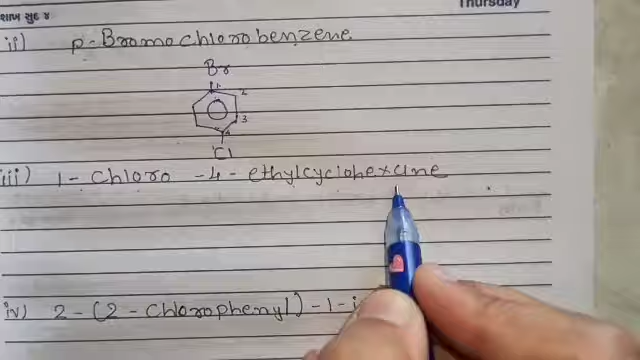 શાખ સુદ ૪
Thursday
ii) p-Bromochlorobenzene
Br
1
2
3
4
Cl
iii) 1 - chloro - 4 - ethylcyclohexane
iv) 2 - (2 - chlorophenyl) - 1 - i